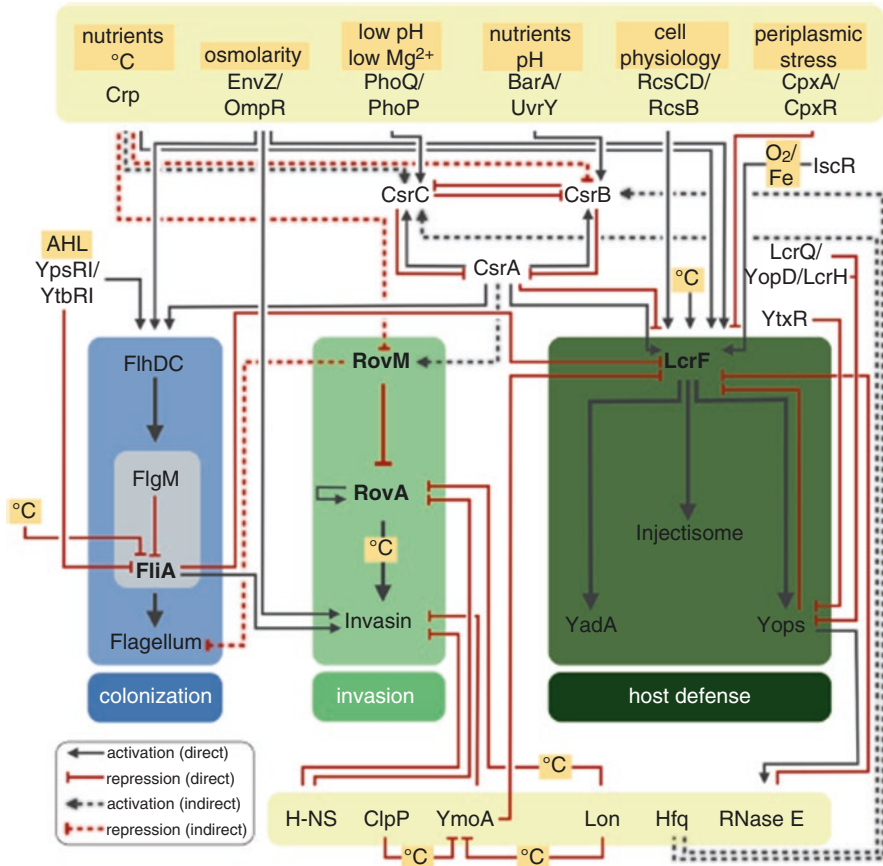 nutrients
°C
Crp
osmolarity
EnvZ/
OmpR
low pH
low Mg²⁺
PhoQ/
PhoP
nutrients
pH
BarA/
UvrY
cell
physiology
RcsCD/
RcsB
periplasmic
stress
CpxA/
CpxR
O₂/
Fe
IscR
CsrC
CsrB
AHL
YpsRI/
YtbRI
CsrA
°C
LcrQ/
YopD/LcrH
YtxR
FlhDC
RovM
LcrF
FlgM
RovA
°C
°C
Injectisome
FliA
Flagellum
Invasin
YadA
Yops
colonization
invasion
host defense
activation (direct)
repression (direct)
activation (indirect)
repression (indirect)
°C
H-NS
ClpP
YmoA
Lon
Hfq
RNase E
°C
°C